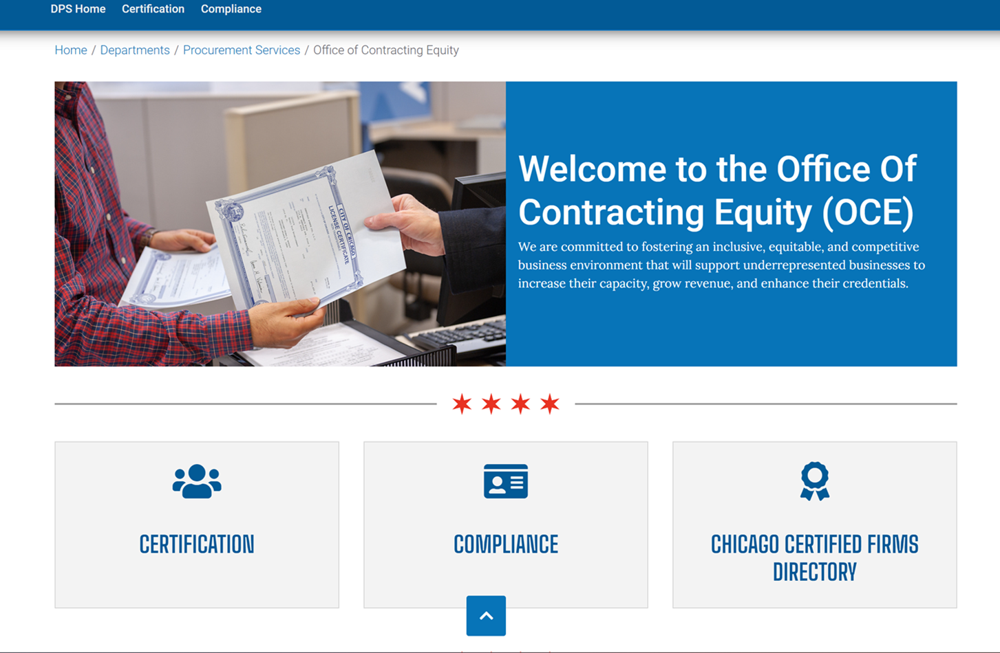 DPS Home Certification Compliance
Home / Departments / Procurement Services / Office of Contracting Equity
CITY OF CHICAGO
LICENSE CERTIFICATE
Welcome to the Office Of
Contracting Equity (OCE)
We are committed to fostering an inclusive, equitable, and competitive
business environment that will support underrepresented businesses to
increase their capacity, grow revenue, and enhance their credentials.
CERTIFICATION
COMPLIANCE
CHICAGO CERTIFIED FIRMS
DIRECTORY